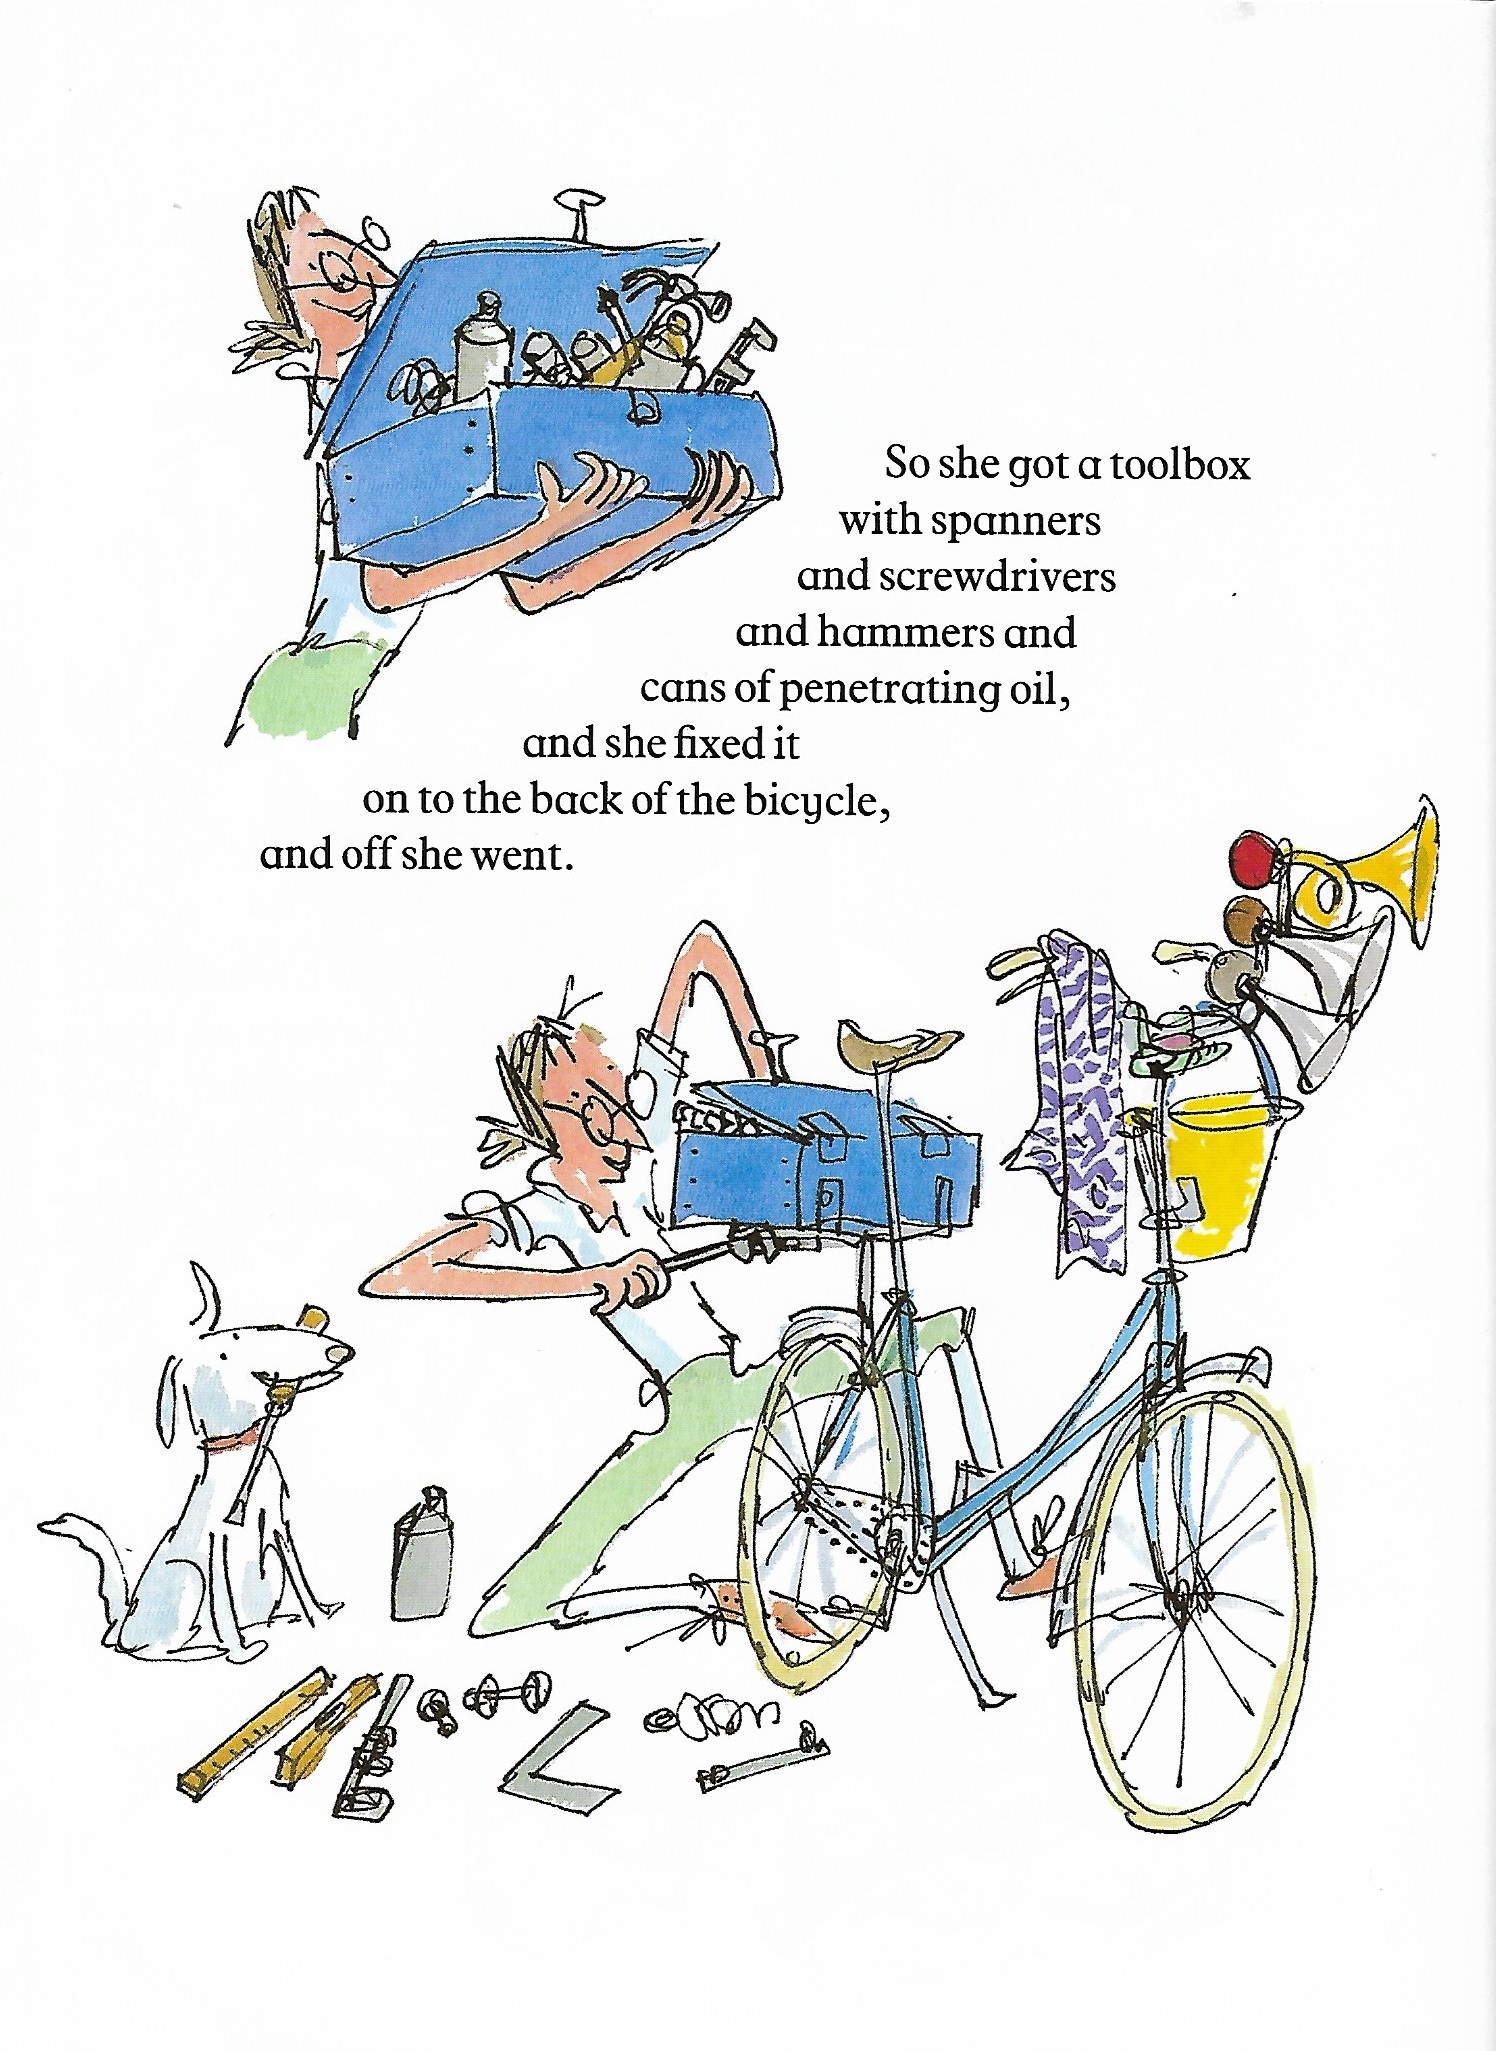 So she got a toolbox
with spanners
and screwdrivers
and hammers and
cans of penetrating oil,
and she fixed it
on to the back of the bicycle,
and off she went.